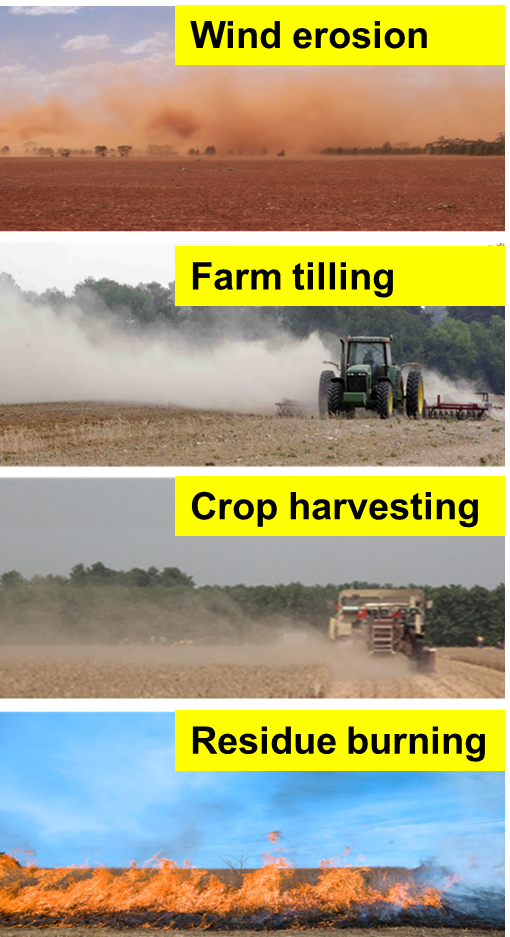 Wind erosion
Farm tilling
Crop harvesting
Residue burning